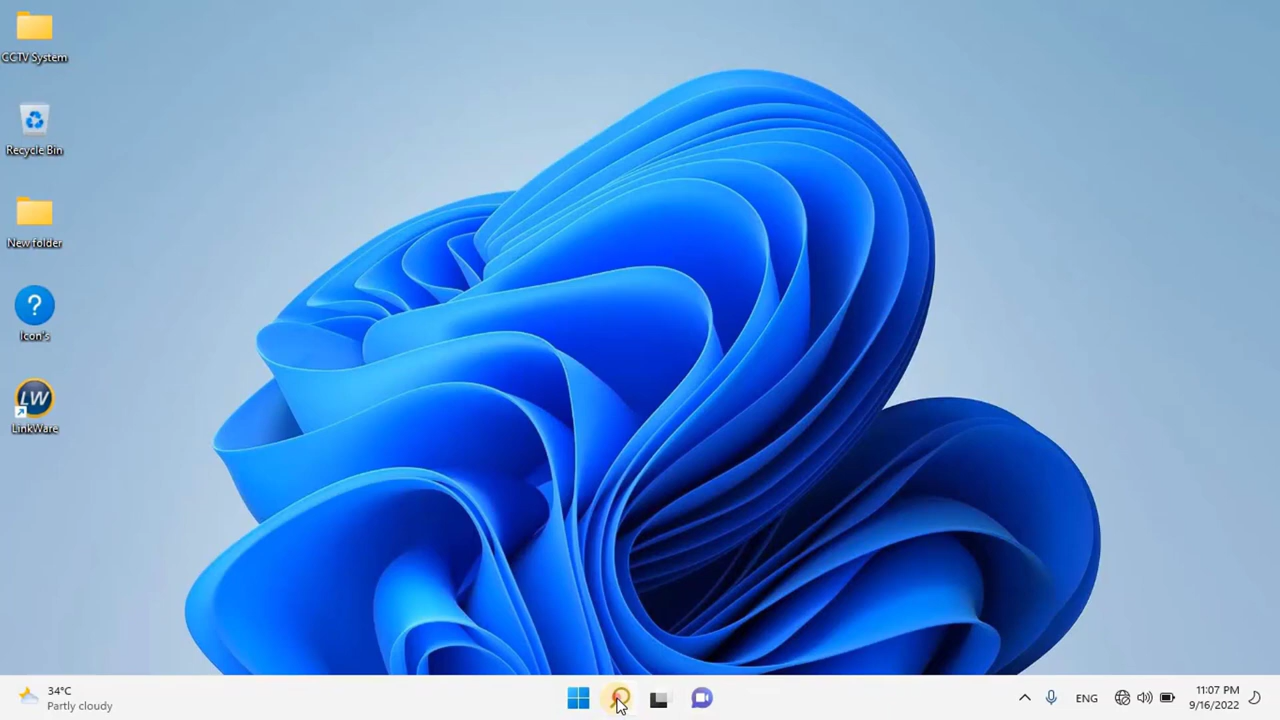 CCTV System
Recycle Bin
New folder
?
Icon's
LW
LinkWare
34°C
Partly cloudy
ENG
11:07 PM
9/16/2022